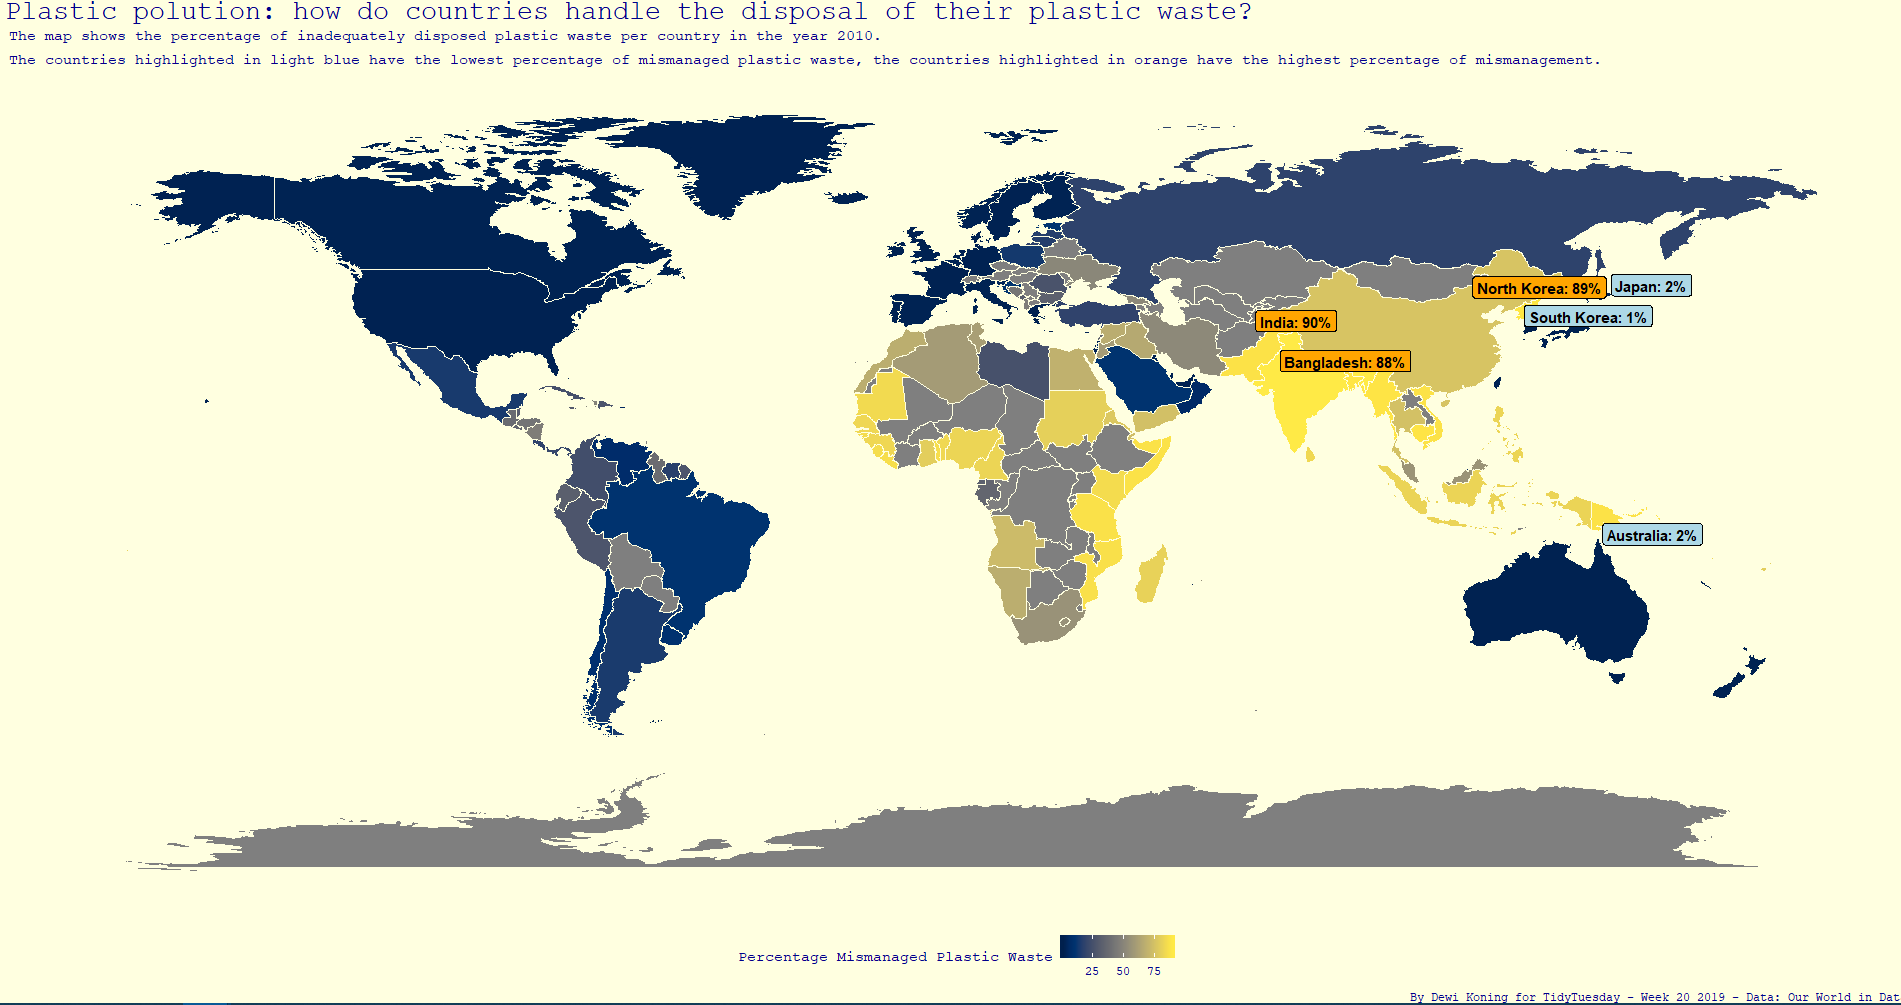 Plastic polution: how do countries handle the disposal of their plastic waste?
The map shows the percentage of inadequately disposed plastic waste per country in the year 2010.
The countries highlighted in light blue have the lowest percentage of mismanaged plastic waste, the countries highlighted in orange have the highest percentage of mismanagement.
North Korea: 89%
Japan: 2%
South Korea: 1%
India: 90%
Bangladesh: 88%
Australia: 2%
Percentage Mismanaged Plastic Waste
25 50 75
By Dewi Koning for TidyTuesday - Week 20 2019 - Data: Our World in Dat